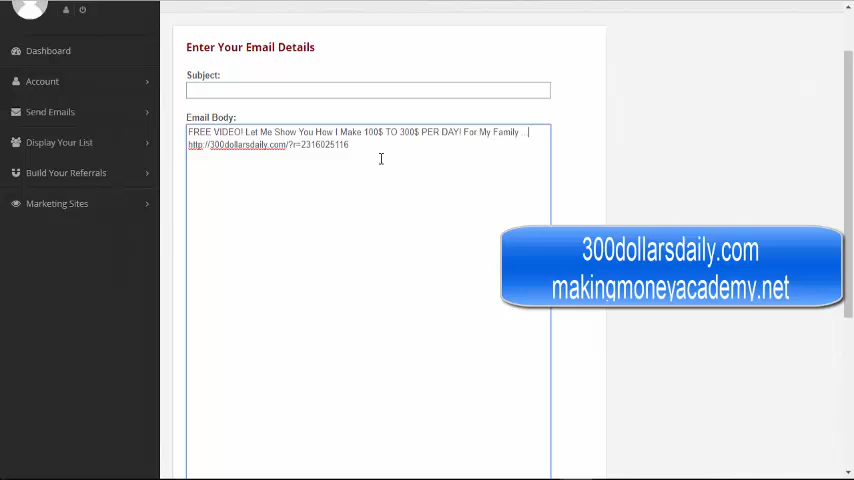 Enter Your Email Details
Dashboard
Subject:
Account
Send Emails
Email Body:
FREE VIDEO! Let Me Show You How I Make 100$ TO 300$ PER DAY! For My Family ...
http://300dollarsdaily.com/?r=2316025116
Display Your List
Build Your Referrals
Marketing Sites
300dollarsdaily.com
makingmoneyacademy.net